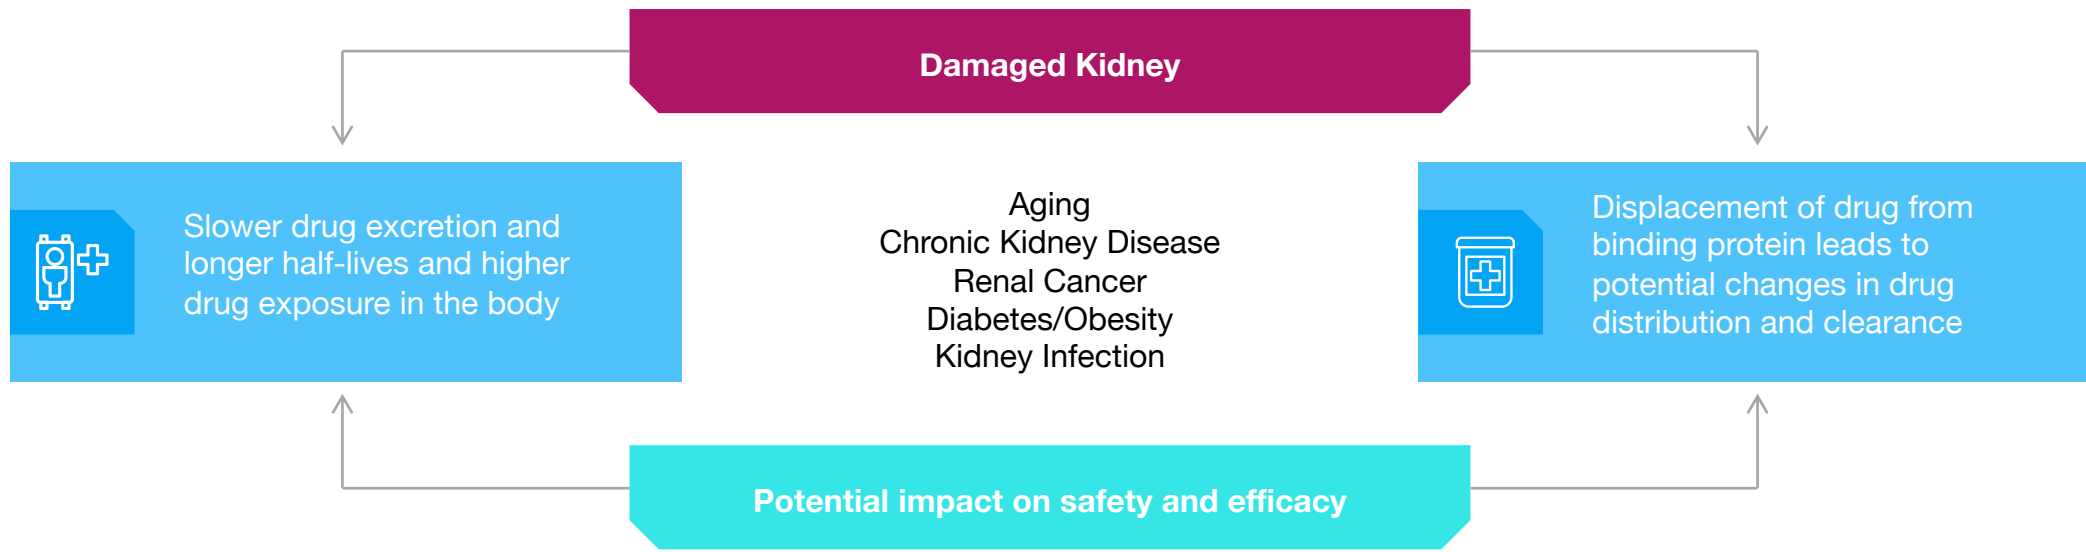 Damaged Kidney
Slower drug excretion and
longer half-lives and higher
drug exposure in the body
Aging
Chronic Kidney Disease
Renal Cancer
Diabetes/Obesity
Kidney Infection
Displacement of drug from
binding protein leads to
potential changes in drug
distribution and clearance
Potential impact on safety and efficacy